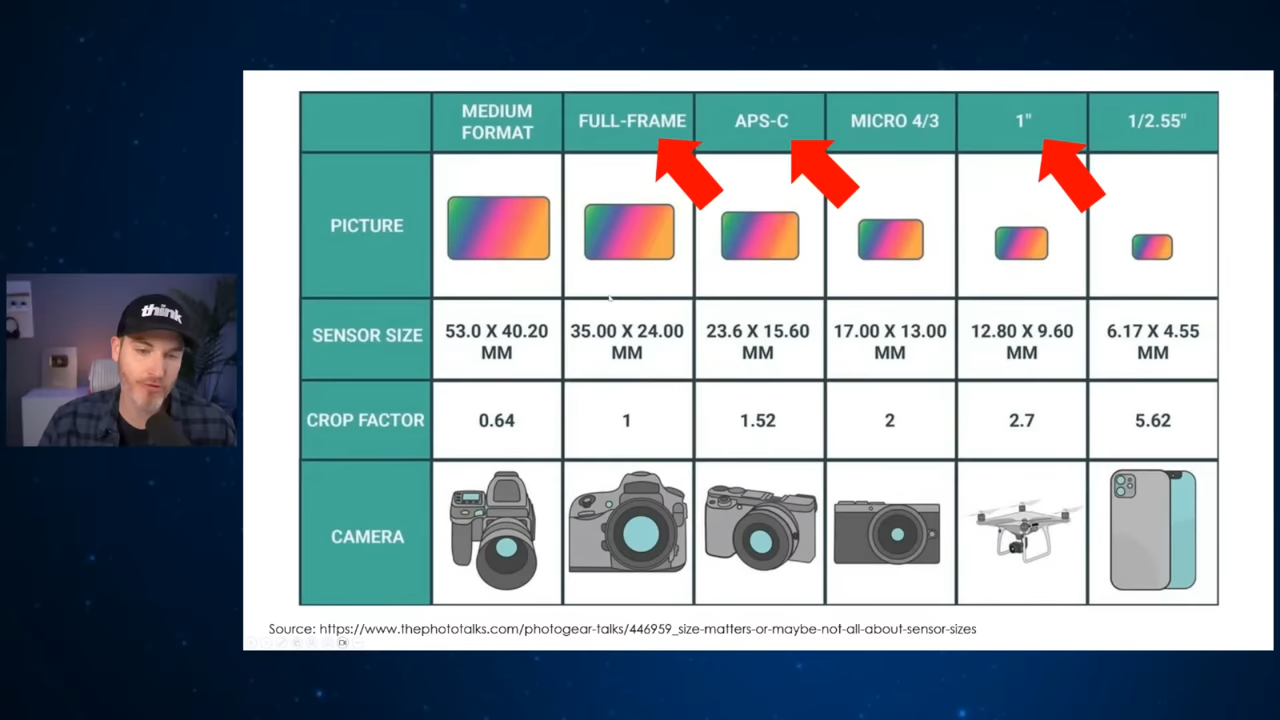 MEDIUM
FORMAT
FULL-FRAME
APS-C
MICRO 4/3
1"
1/2.55"
PICTURE
SENSOR SIZE
53.0 X 40.20
MM
35.00 X 24.00
MM
23.6 X 15.60
MM
17.00 X 13.00
MM
12.80 X 9.60
MM
6.17 X 4.55
MM
CROP FACTOR
0.64
1
1.52
2
2.7
5.62
think
CAMERA
Source: https://www.thephototalks.com/photogear-talks/446959_size-matters-or-maybe-not-all-about-sensor-sizes